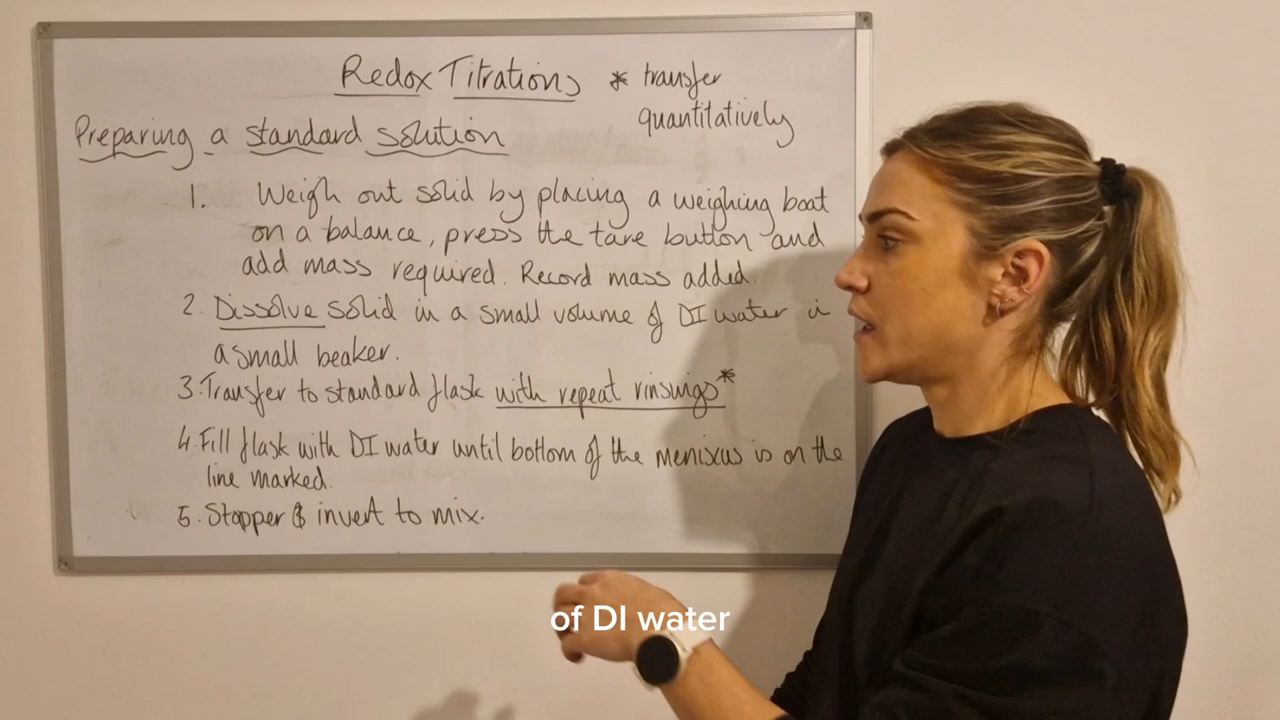 Redox Titrations * transfer
quantitatively
Preparing a standard solution
1. Weigh out solid by placing a weighing boat
on a balance, press the tare button and
add mass required. Record mass added.
2. Dissolve solid in a small volume of DI water in
a small beaker.
3. Transfer to standard flask with repeat rinsings*
4. Fill flask with DI water until bottom of the meniscus is on the
line marked.
5. Stopper & invert to mix.
of DI water